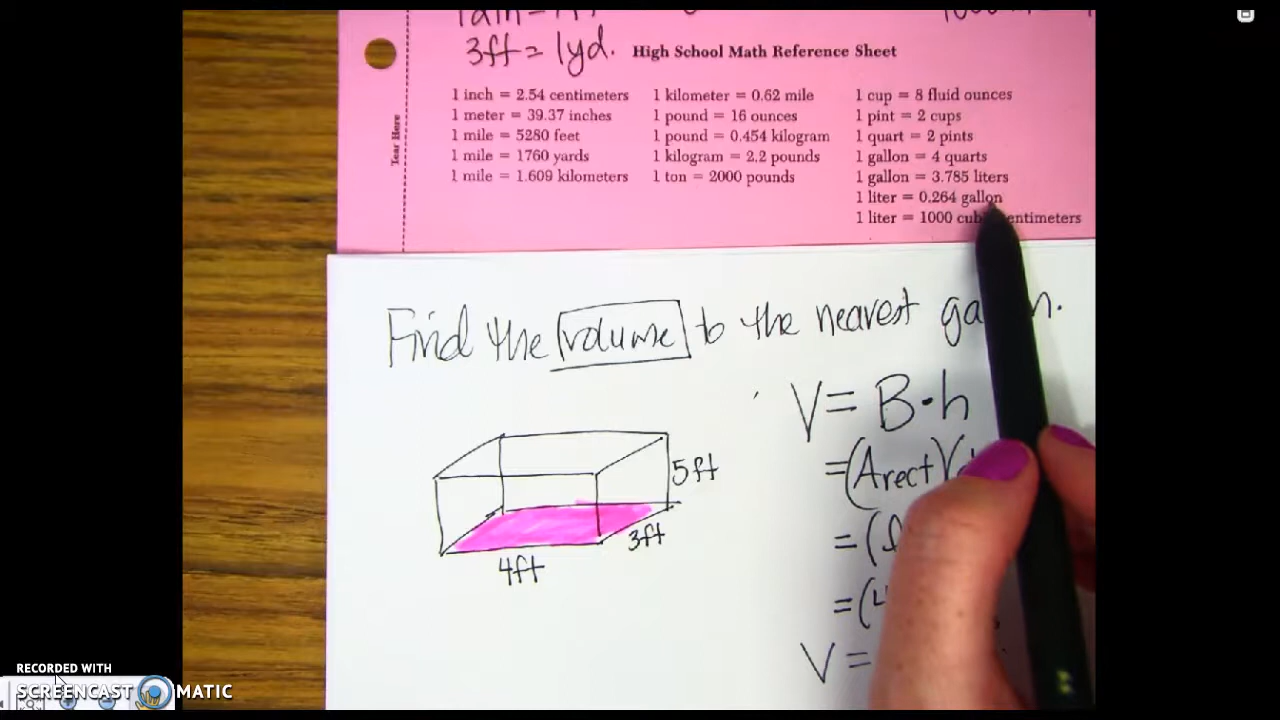 3ft = 1yd.
High School Math Reference Sheet
Tear Here
1 inch = 2.54 centimeters
1 meter = 39.37 inches
1 mile = 5280 feet
1 mile = 1760 yards
1 mile = 1.609 kilometers
1 kilometer = 0.62 mile
1 pound = 16 ounces
1 pound = 0.454 kilogram
1 kilogram = 2.2 pounds
1 ton = 2000 pounds
1 cup = 8 fluid ounces
1 pint = 2 cups
1 quart = 2 pints
1 gallon = 4 quarts
1 gallon = 3.785 liters
1 liter = 0.264 gallon
1 liter = 1000
Find the volume to the nearest
V = B·h
=(Arect)
5ft
3ft
4ft
V =
RECORDED WITH
SCREENCAST MATIC